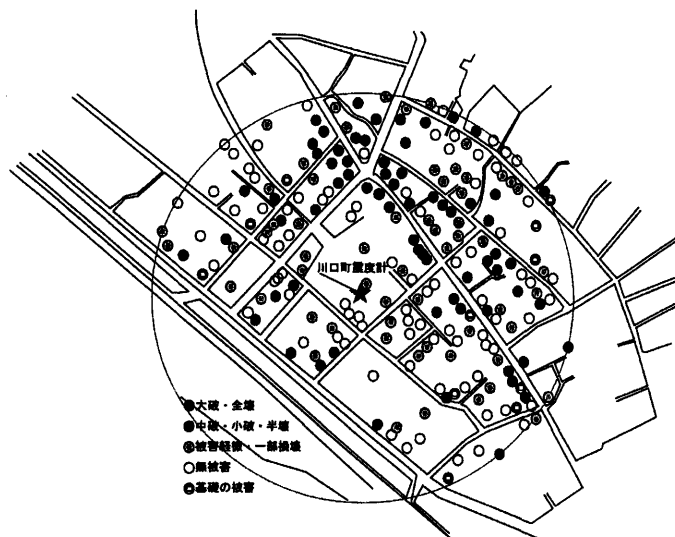 川口町震度計
●大破・全壊
●中破・小破・半壊
◉被害軽微・一部損壊
○無被害
◎基礎の被害